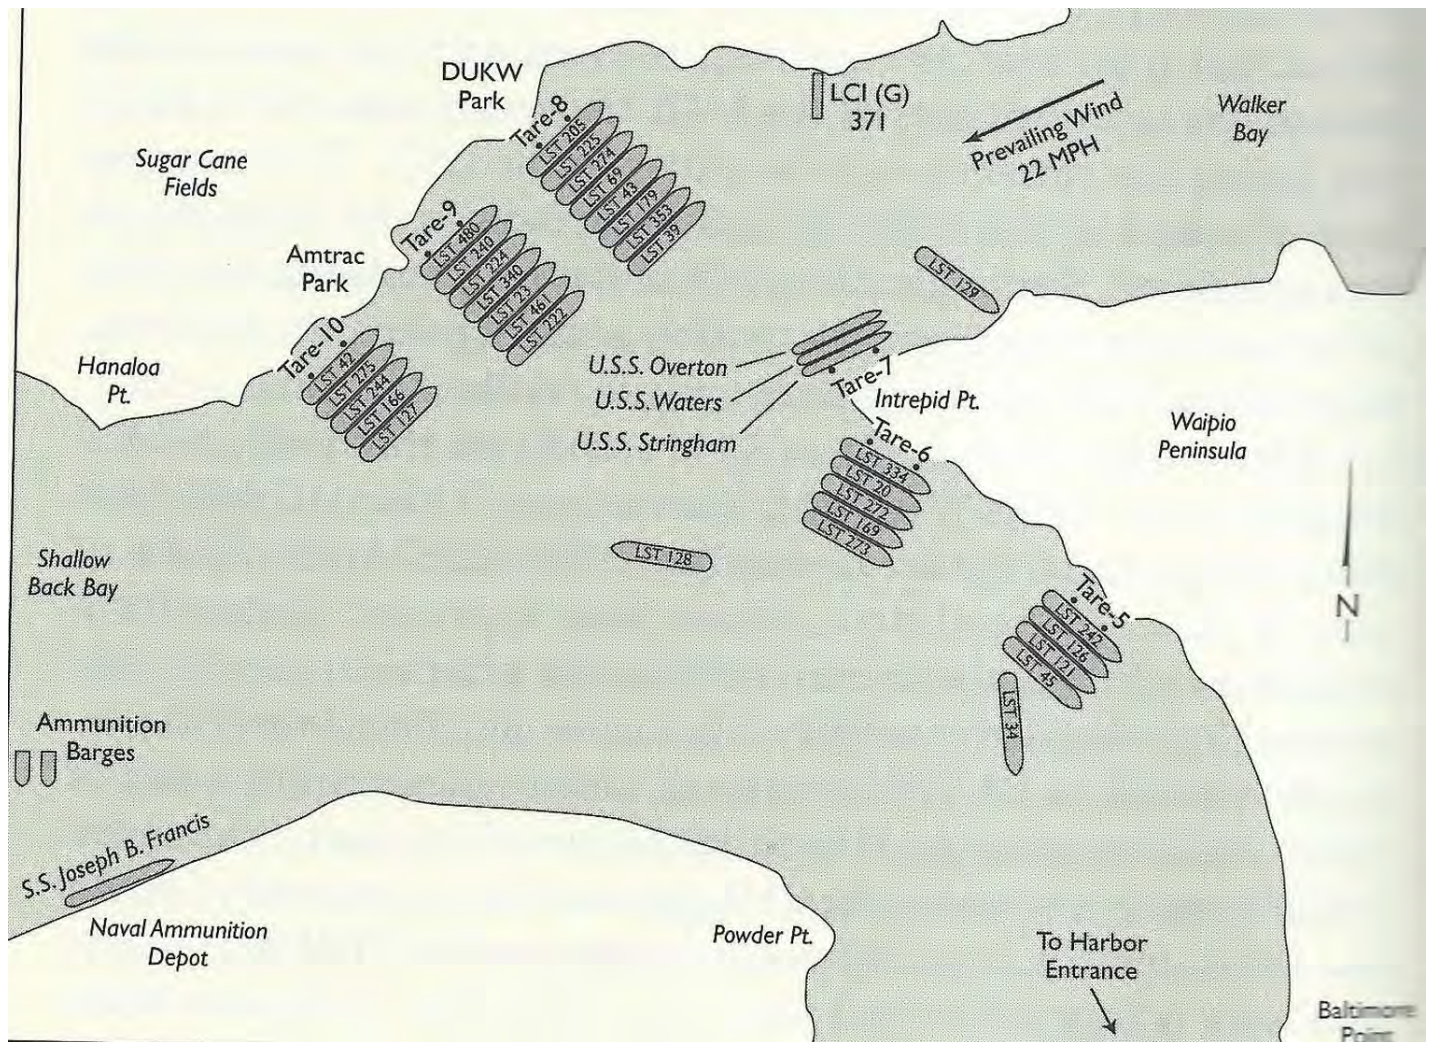 DUKW
Park
Tare-8
LST 205
LST 225
LST 274
LST 69
LST 43
LST 179
LST 353
LST 39
LCI (G)
371
Prevailing Wind
22 MPH
Walker
Bay
Sugar Cane
Fields
Tare-9
LST 480
LST 240
LST 224
LST 340
LST 23
LST 461
LST 222
Amtrac
Park
LST 129
Tare-10
LST 42
LST 275
LST 244
LST 166
LST 127
Hanaloa
Pt.
U.S.S. Overton
U.S.S. Waters
U.S.S. Stringham
Tare-7
Intrepid Pt.
Waipio
Peninsula
Tare-6
LST 334
LST 20
LST 272
LST 169
LST 273
LST 128
Shallow
Back Bay
N
Tare-5
LST 242
LST 126
LST 121
LST 45
LST 34
Ammunition
Barges
S.S. Joseph B. Francis
Naval Ammunition
Depot
Powder Pt.
To Harbor
Entrance
Baltimore
Point